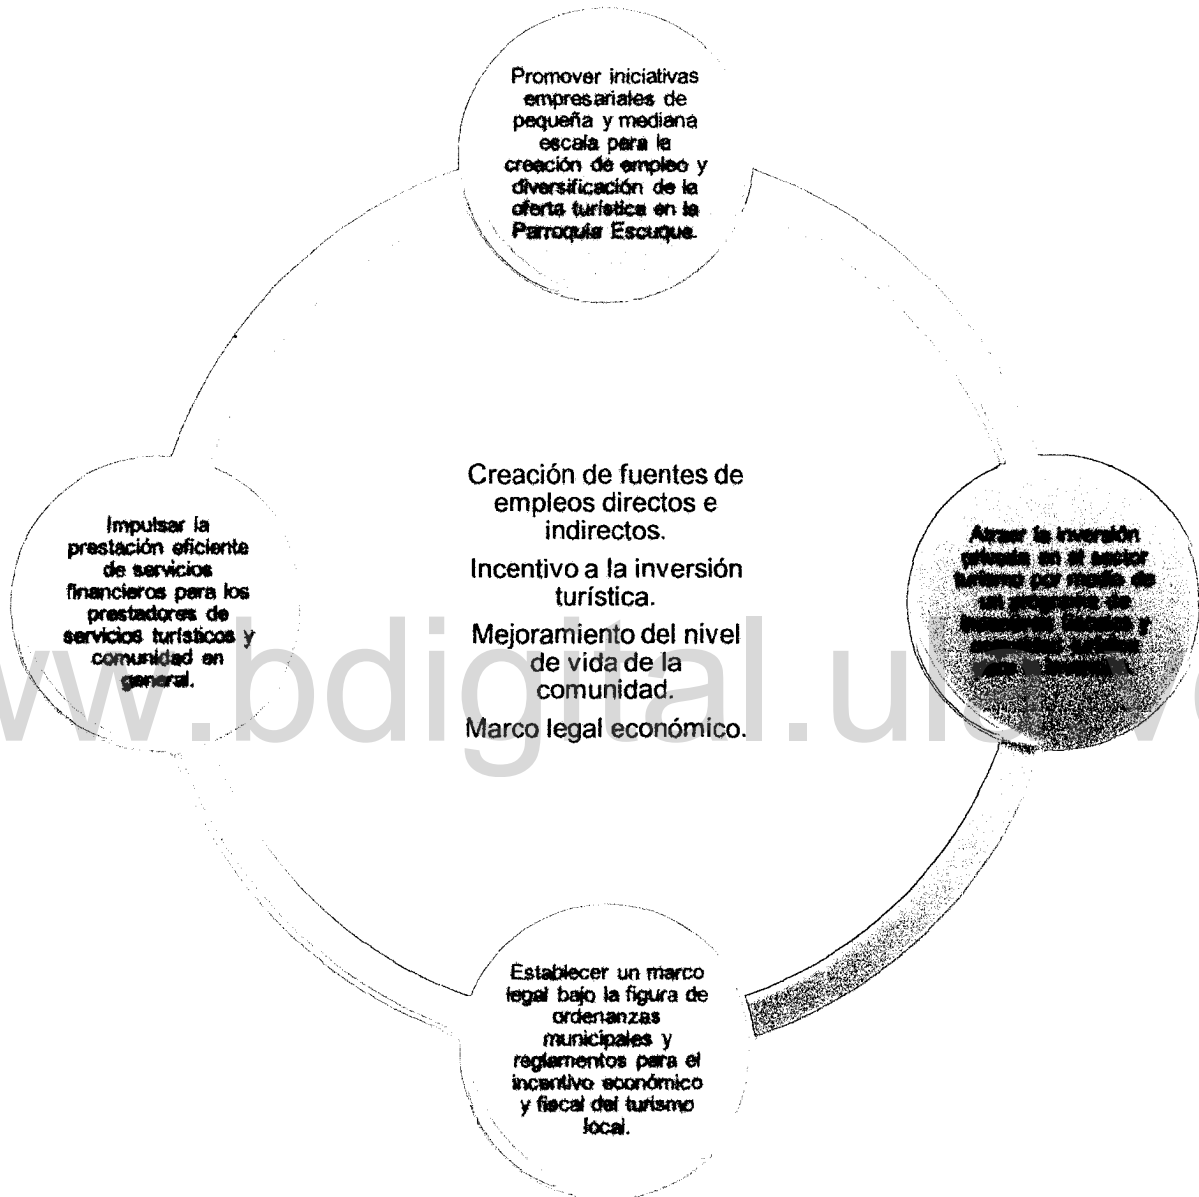 Promover iniciativas
empresariales de
pequeña y mediana
escala para la
creación de empleo y
diversificación de la
oferta turística en la
Parroquia Escuque.
Creación de fuentes de
empleos directos e
indirectos.
Incentivo a la inversión
turística.
Mejoramiento del nivel
de vida de la
comunidad.
Marco legal económico.
Impulsar la
prestación eficiente
de servicios
financieros para los
prestadores de
servicios turísticos y
comunidad en
general.
Atraer la inversión
privada en el sector
turismo por medio de
un programa de
Establecer un marco
legal bajo la figura de
ordenanzas
municipales y
reglamentos para el
incentivo económico
y fiscal del turismo
local.
www.bdigital.ula.ve